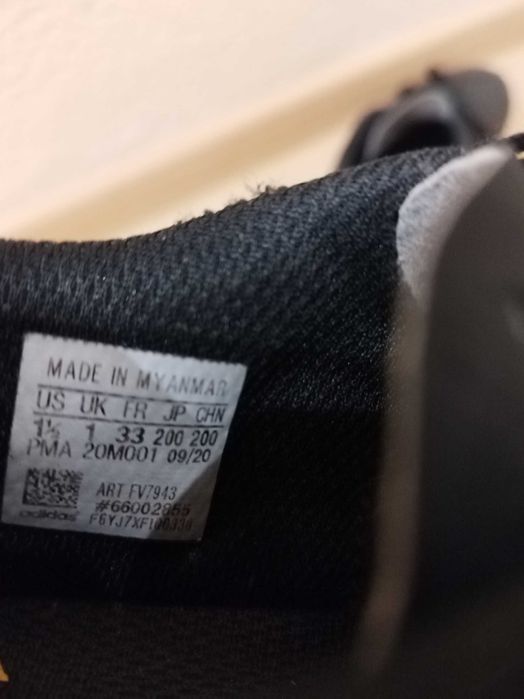 MADE IN MYANMAR
US UK FR JP CHN
1½ 1 33 200 200
PMA 20M001 09/20
ART FV7943
#66002855
adidas